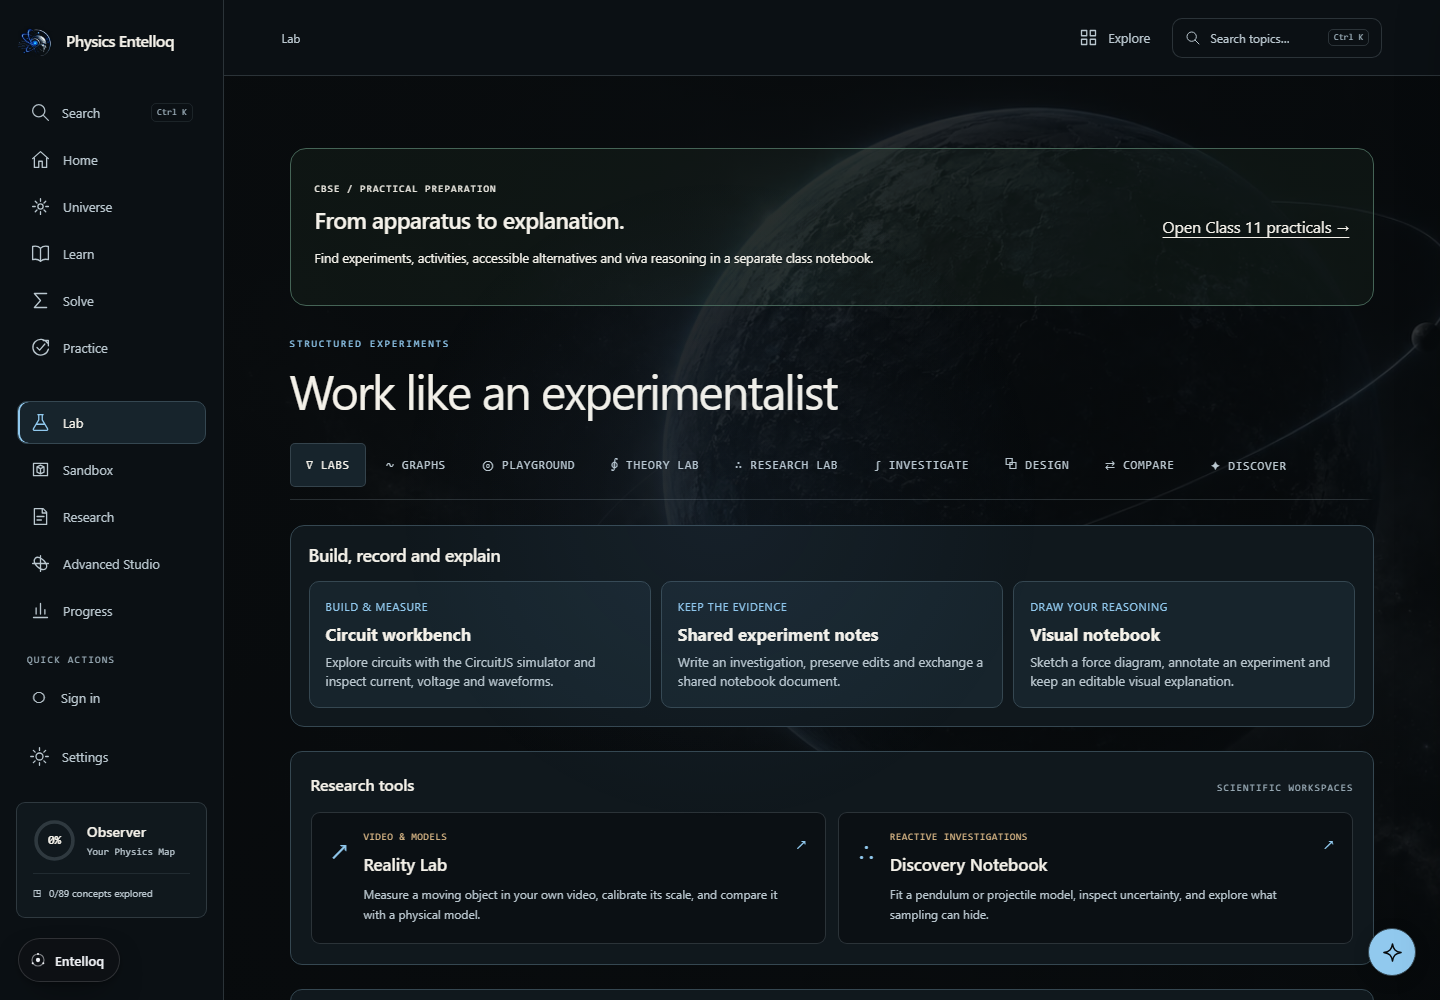 Physics Entelloq
Search
Ctrl K
Home
Universe
Learn
Solve
Practice
Lab
Sandbox
Research
Advanced Studio
Progress
QUICK ACTIONS
Sign in
Settings
0%
Observer
Your Physics Map
0/89 concepts explored
Entelloq
Lab
Explore
Search topics...
Ctrl K
CBSE / PRACTICAL PREPARATION
From apparatus to explanation.
Find experiments, activities, accessible alternatives and viva reasoning in a separate class notebook.
Open Class 11 practicals →
STRUCTURED EXPERIMENTS
Work like an experimentalist
∇ LABS
~ GRAPHS
◎ PLAYGROUND
∮ THEORY LAB
∴ RESEARCH LAB
∫ INVESTIGATE
DESIGN
⇄ COMPARE
✦ DISCOVER
Build, record and explain
BUILD & MEASURE
Circuit workbench
Explore circuits with the CircuitJS simulator and
inspect current, voltage and waveforms.
KEEP THE EVIDENCE
Shared experiment notes
Write an investigation, preserve edits and exchange a
shared notebook document.
DRAW YOUR REASONING
Visual notebook
Sketch a force diagram, annotate an experiment and
keep an editable visual explanation.
Research tools
SCIENTIFIC WORKSPACES
VIDEO & MODELS
Reality Lab
Measure a moving object in your own video, calibrate its scale, and compare it
with a physical model.
REACTIVE INVESTIGATIONS
Discovery Notebook
Fit a pendulum or projectile model, inspect uncertainty, and explore what
sampling can hide.